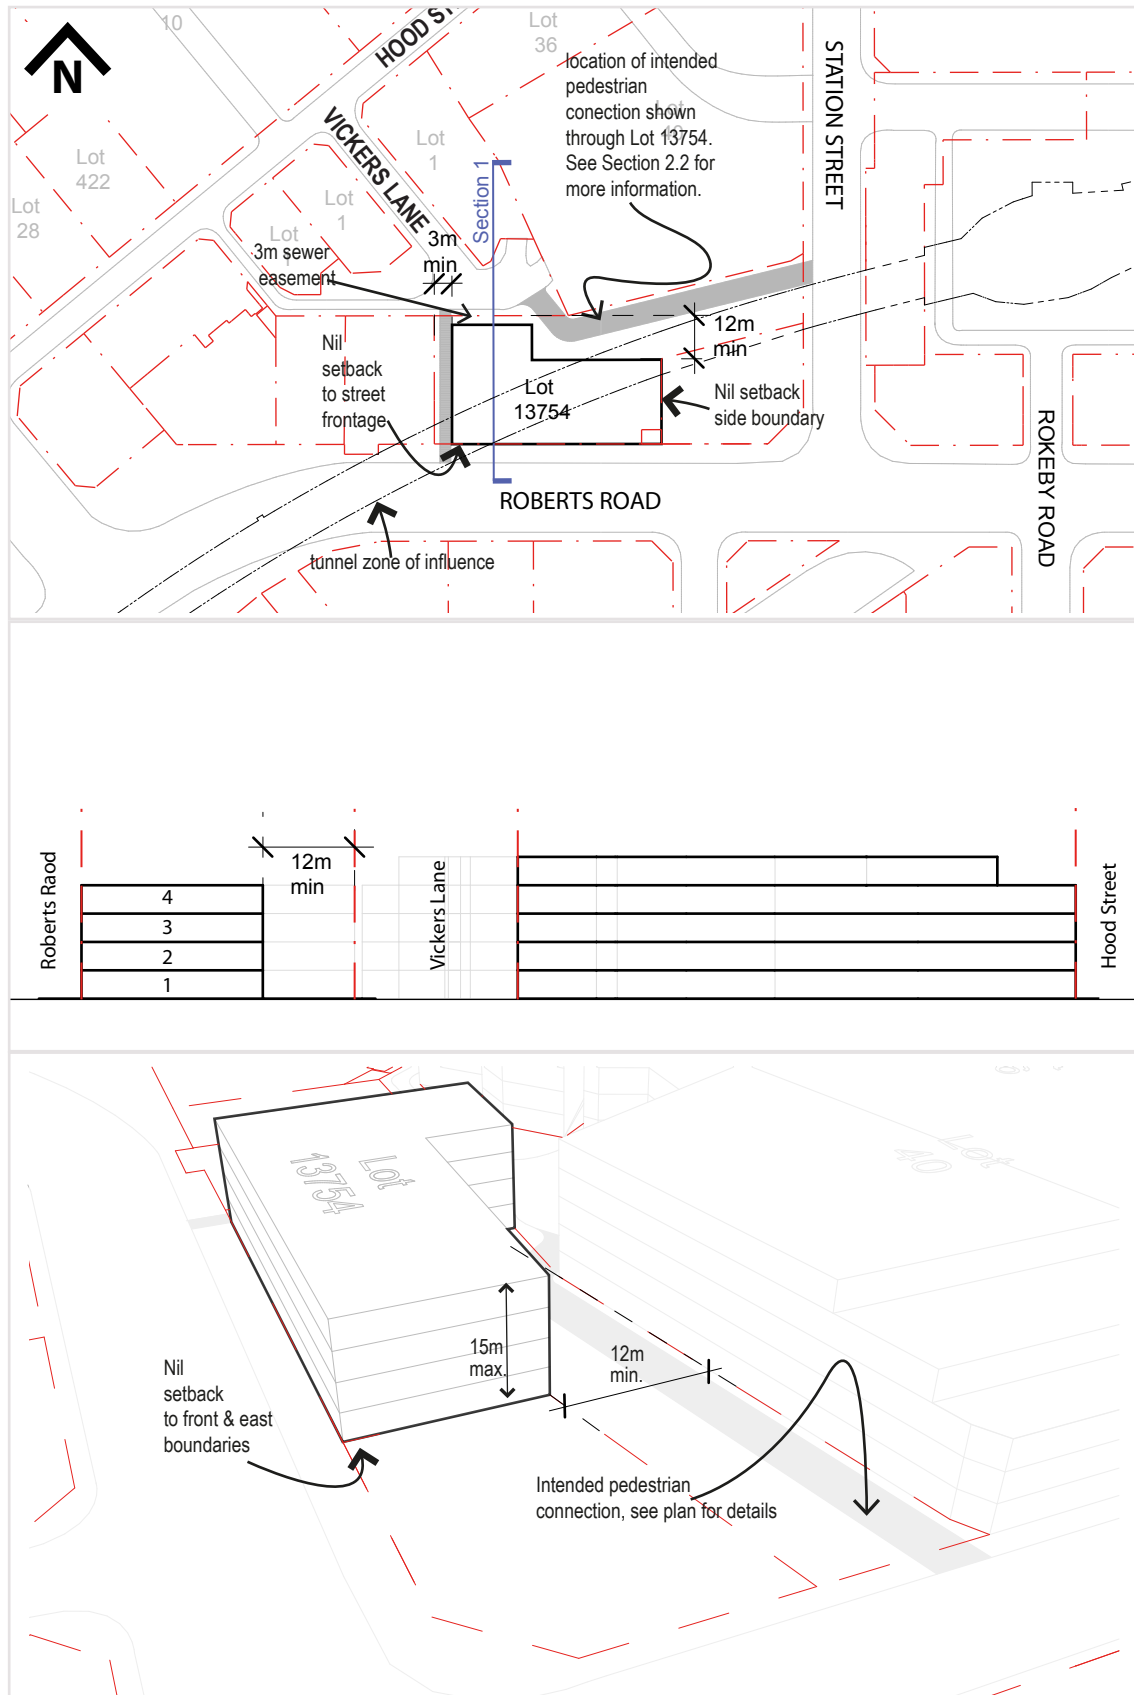 N
10
HOOD ST
Lot
36
location of intended
pedestrian
conection shown
through Lot 13754.
See Section 2.2 for
more information.
STATION STREET
VICKERS LANE
Lot
422
Lot
1
Lot
1
Lot
28
Lot
3m sewer
easement
3m
min
Section 1
12m
min
Nil
setback
to street
frontage
Lot
13754
Nil setback
side boundary
ROBERTS ROAD
ROKEBY ROAD
tunnel zone of influence
Roberts Raod
12m
min
4
3
2
1
Vickers Lane
Hood Street
Lot
13754
Lot
40
15m
max.
12m
min.
Nil
setback
to front & east
boundaries
Intended pedestrian
connection, see plan for details